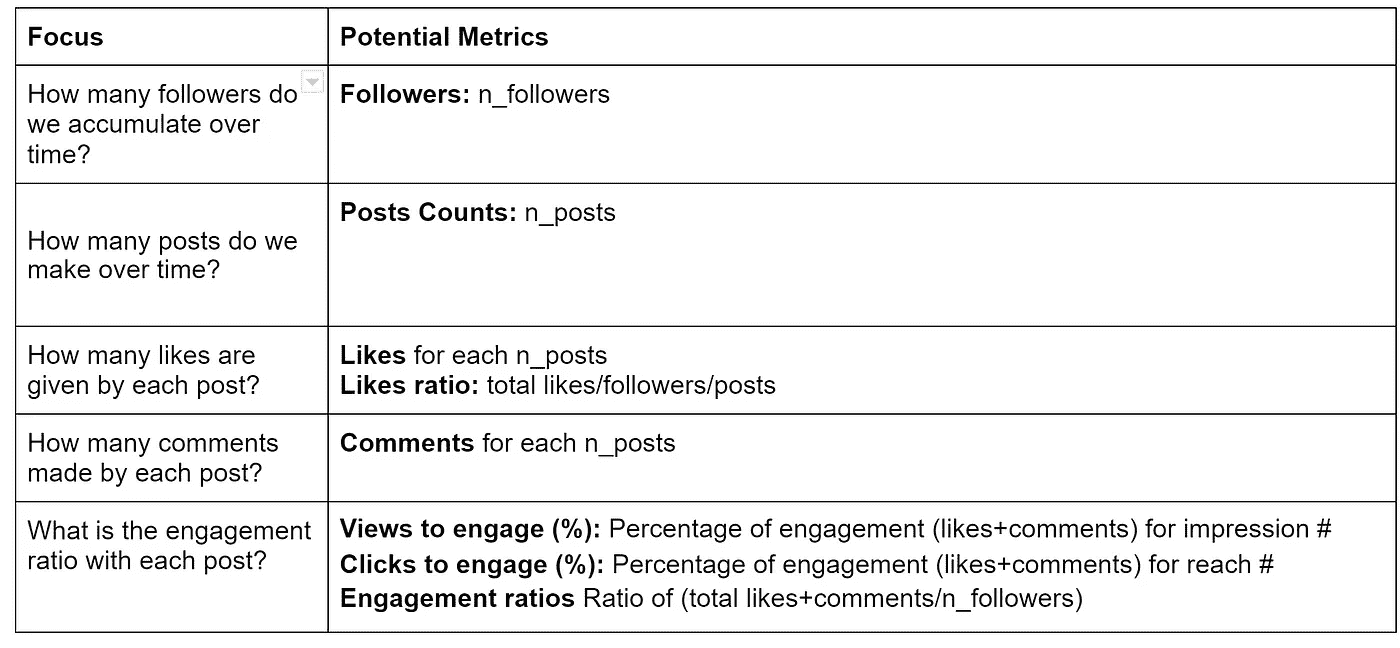 Focus
Potential Metrics
How many followers do
we accumulate over
time?
Followers: n_followers
How many posts do we
make over time?
Posts Counts: n_posts
How many likes are
given by each post?
Likes for each n_posts
Likes ratio: total likes/followers/posts
How many comments
made by each post?
Comments for each n_posts
What is the engagement
ratio with each post?
Views to engage (%): Percentage of engagement (likes+comments) for impression #
Clicks to engage (%): Percentage of engagement (likes+comments) for reach #
Engagement ratios Ratio of (total likes+comments/n_followers)